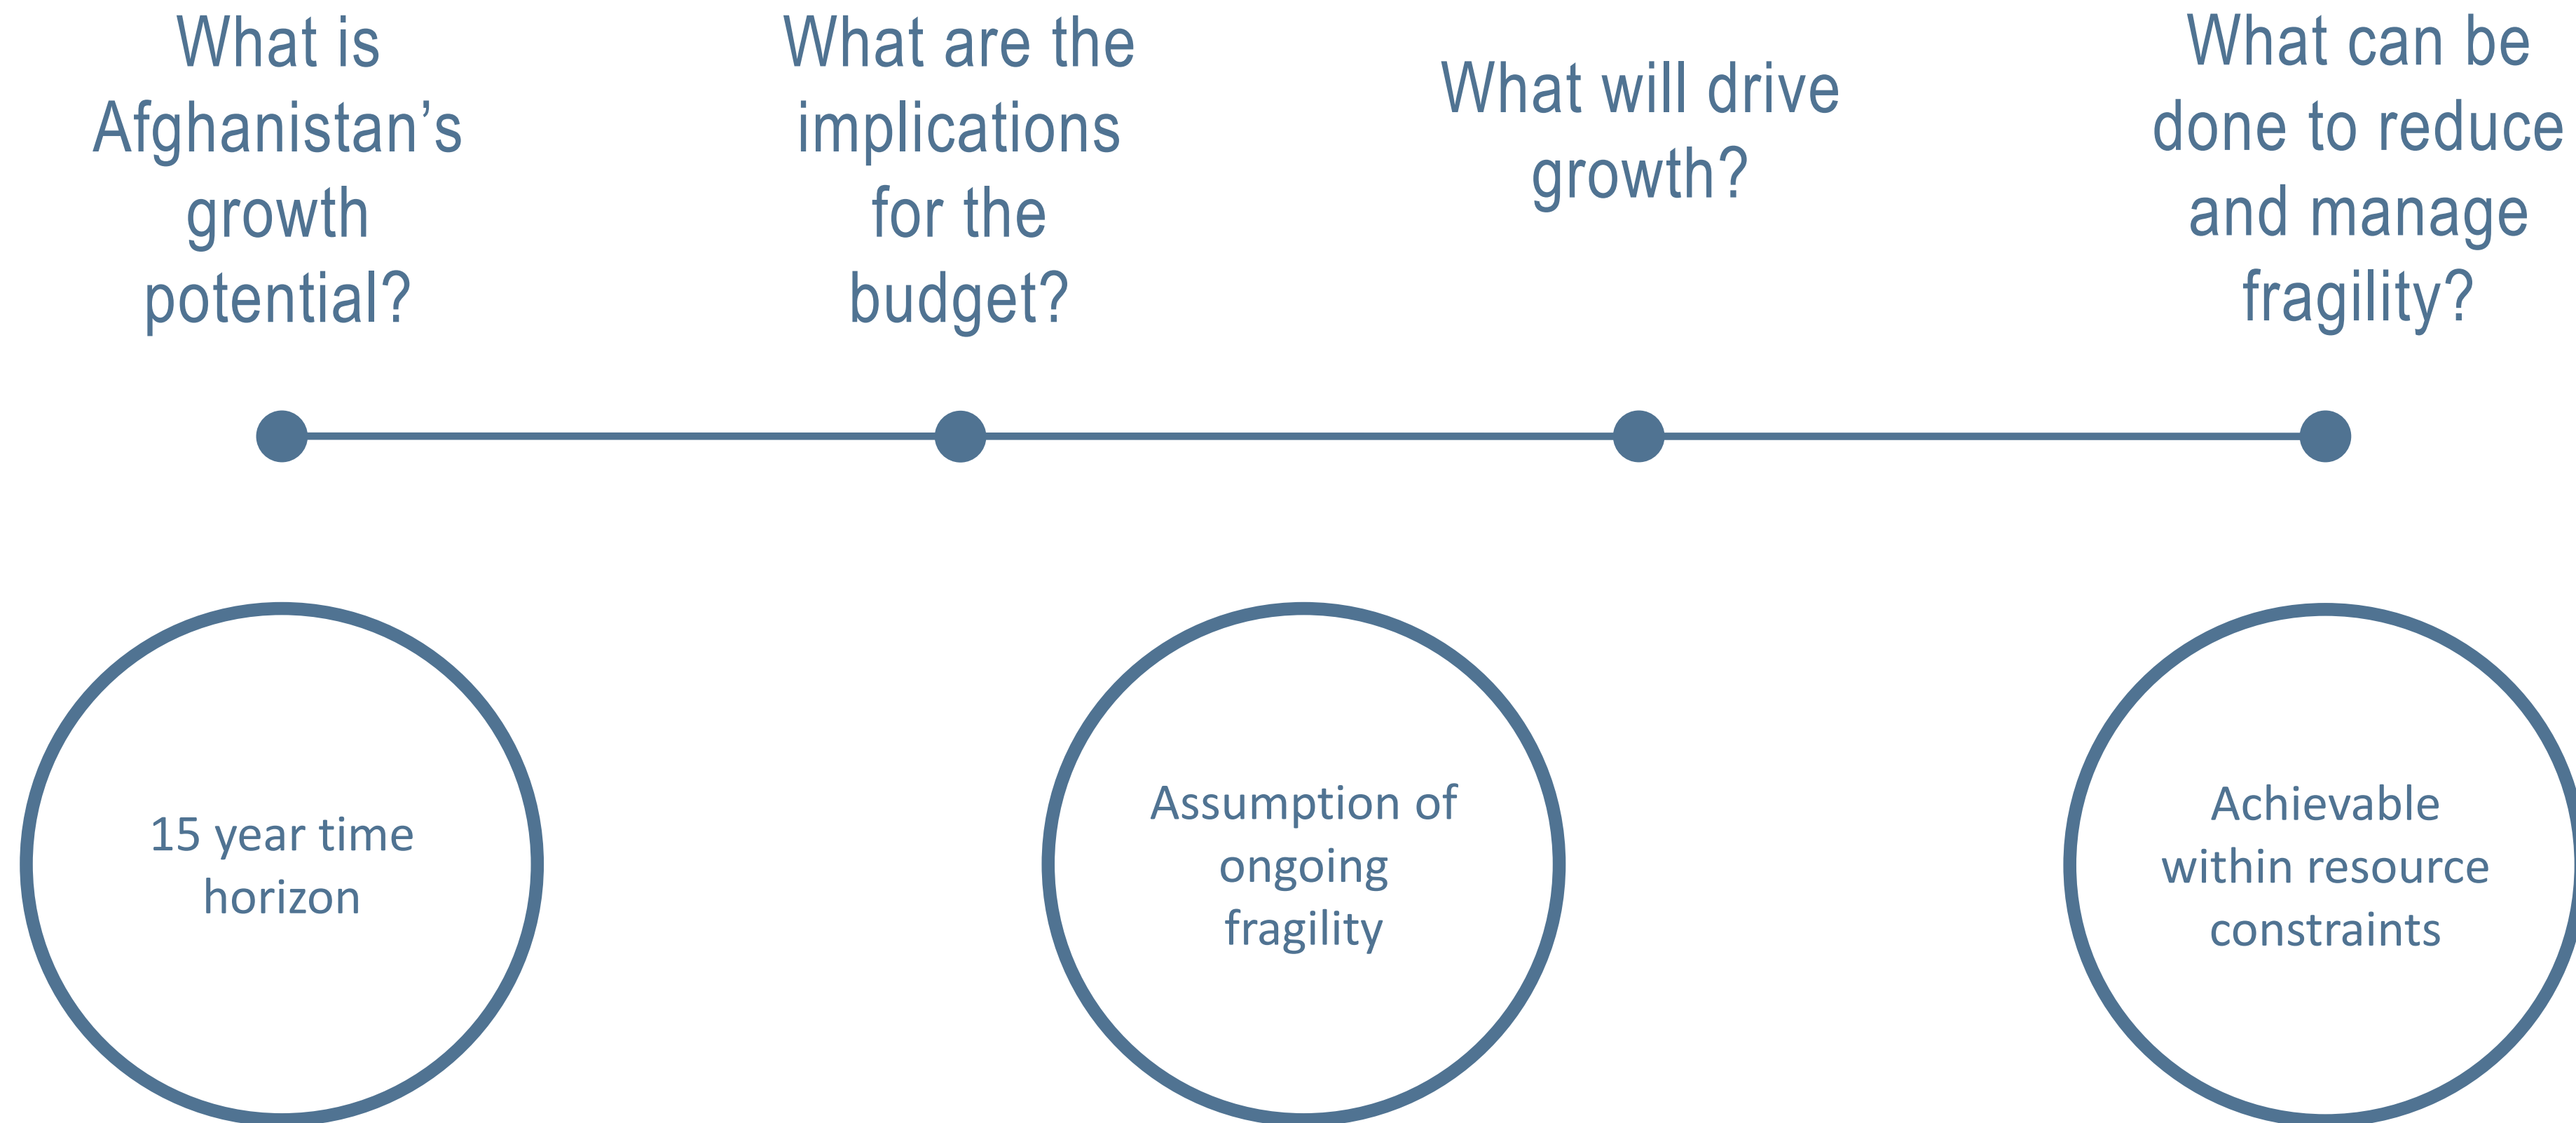 What is
Afghanistan’s
growth
potential?
What are the
implications
for the
budget?
What will drive
growth?
What can be
done to reduce
and manage
fragility?
15 year time
horizon
Assumption of
ongoing
fragility
Achievable
within resource
constraints